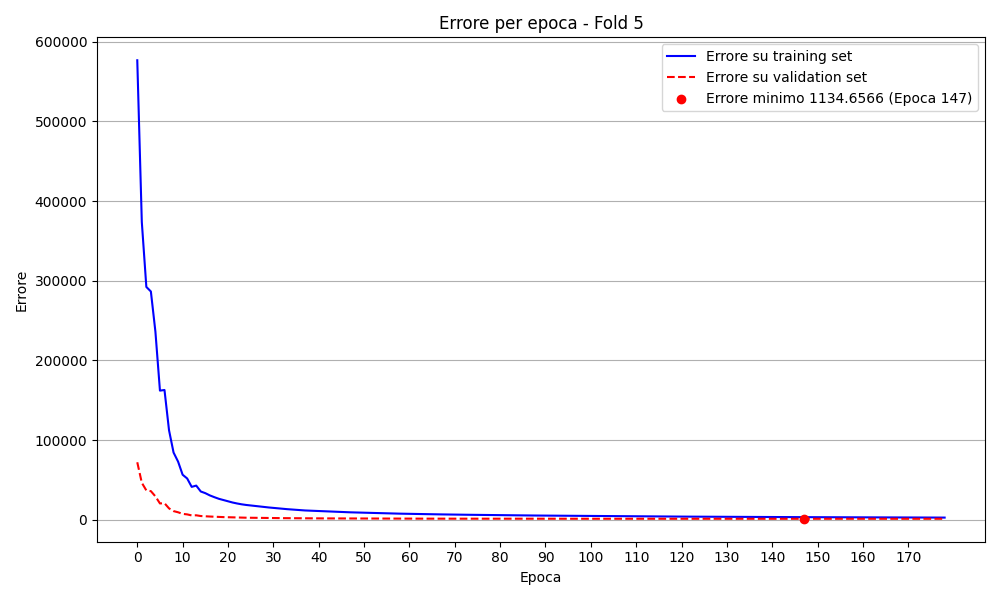 Errore per epoca - Fold 5
Errore su training set
Errore su validation set
Errore minimo 1134.6566 (Epoca 147)
Errore
600000
500000
400000
300000
200000
100000
0
0 10 20 30 40 50 60 70 80 90 100 110 120 130 140 150 160 170
Epoca